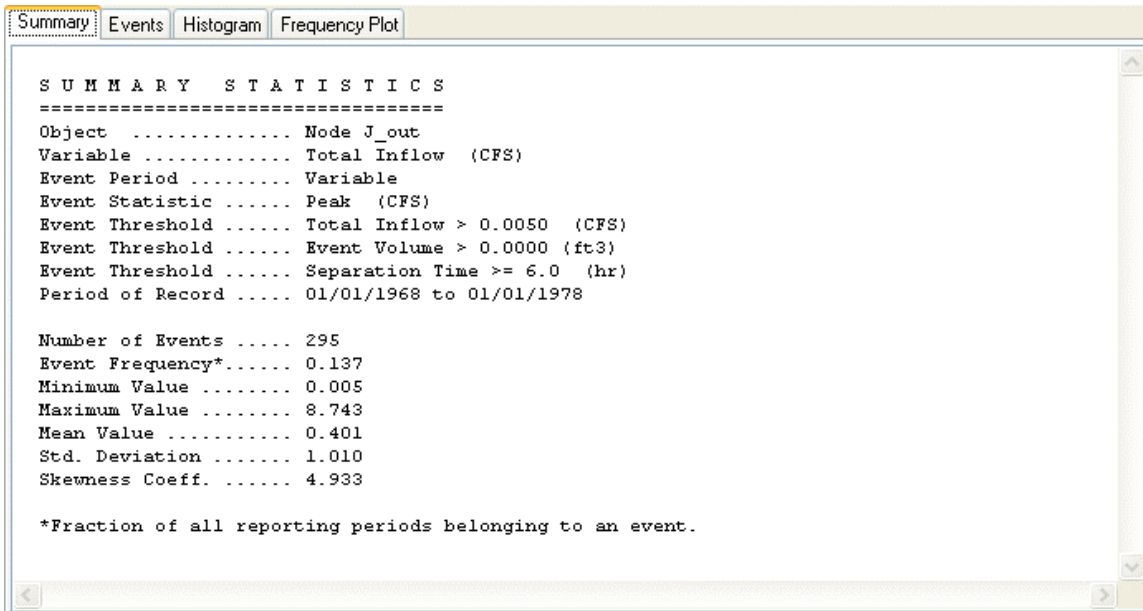 Summary Events Histogram Frequency Plot
S U M M A R Y   S T A T I S T I C S
===================================
Object .............. Node J_out
Variable ............. Total Inflow (CFS)
Event Period ......... Variable
Event Statistic ...... Peak (CFS)
Event Threshold ...... Total Inflow > 0.0050 (CFS)
Event Threshold ...... Event Volume > 0.0000 (ft3)
Event Threshold ...... Separation Time >= 6.0 (hr)
Period of Record ..... 01/01/1968 to 01/01/1978
Number of Events ..... 295
Event Frequency*...... 0.137
Minimum Value ........ 0.005
Maximum Value ........ 8.743
Mean Value ........... 0.401
Std. Deviation ....... 1.010
Skewness Coeff. ...... 4.933
*Fraction of all reporting periods belonging to an event.